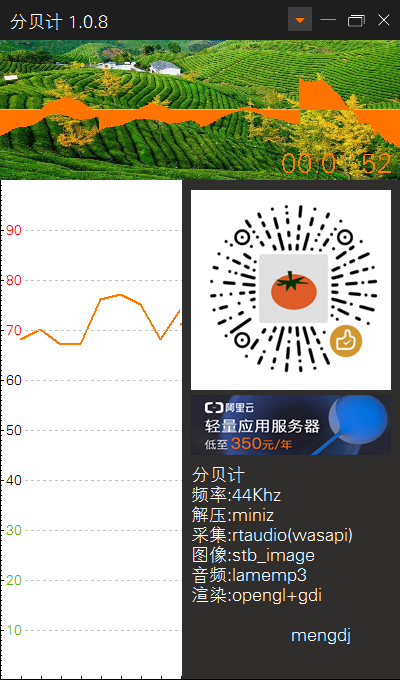 分贝计 1.0.8
00:01:52
90
80
70
60
50
40
30
20
10
阿里云
轻量应用服务器
低至 350元/年
分贝计
频率:44Khz
解压:miniz
采集:rtaudio(wasapi)
图像:stb_image
音频:lamemp3
渲染:opengl+gdi
mengdj